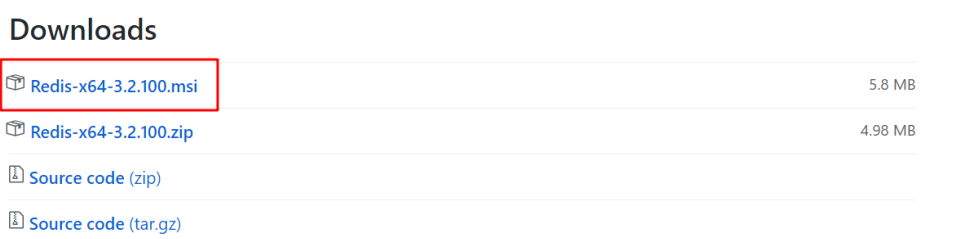 Downloads
Redis-x64-3.2.100.msi 5.8 MB
Redis-x64-3.2.100.zip 4.98 MB
Source code (zip)
Source code (tar.gz)